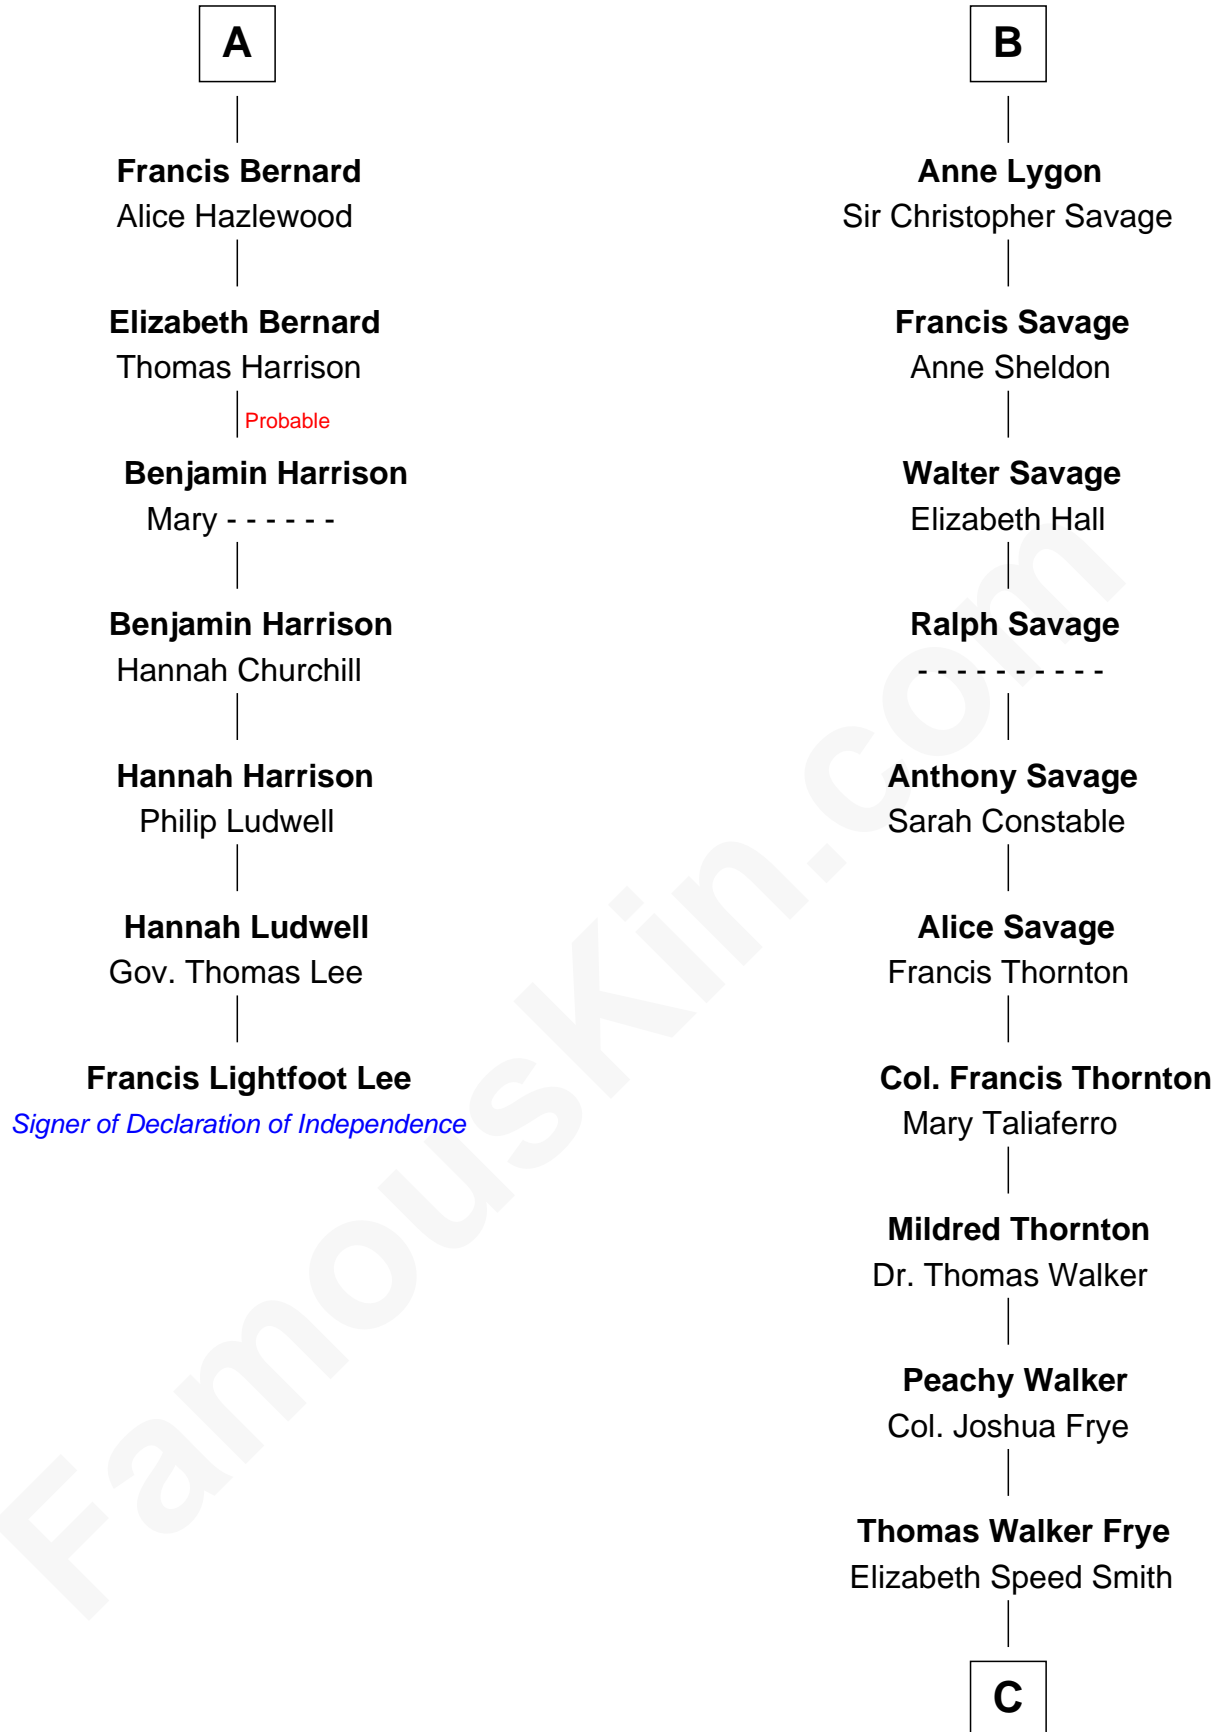 A
Francis Bernard
Alice Hazlewood
Elizabeth Bernard
Thomas Harrison
Probable
Benjamin Harrison
Mary - - - - - -
Benjamin Harrison
Hannah Churchill
Hannah Harrison
Philip Ludwell
Hannah Ludwell
Gov. Thomas Lee
Francis Lightfoot Lee
Signer of Declaration of Independence
B
Anne Lygon
Sir Christopher Savage
Francis Savage
Anne Sheldon
Walter Savage
Elizabeth Hall
Ralph Savage
- - - - - - - - - -
Anthony Savage
Sarah Constable
Alice Savage
Francis Thornton
Col. Francis Thornton
Mary Taliaferro
Mildred Thornton
Dr. Thomas Walker
Peachy Walker
Col. Joshua Frye
Thomas Walker Frye
Elizabeth Speed Smith
C
FamousKin.com